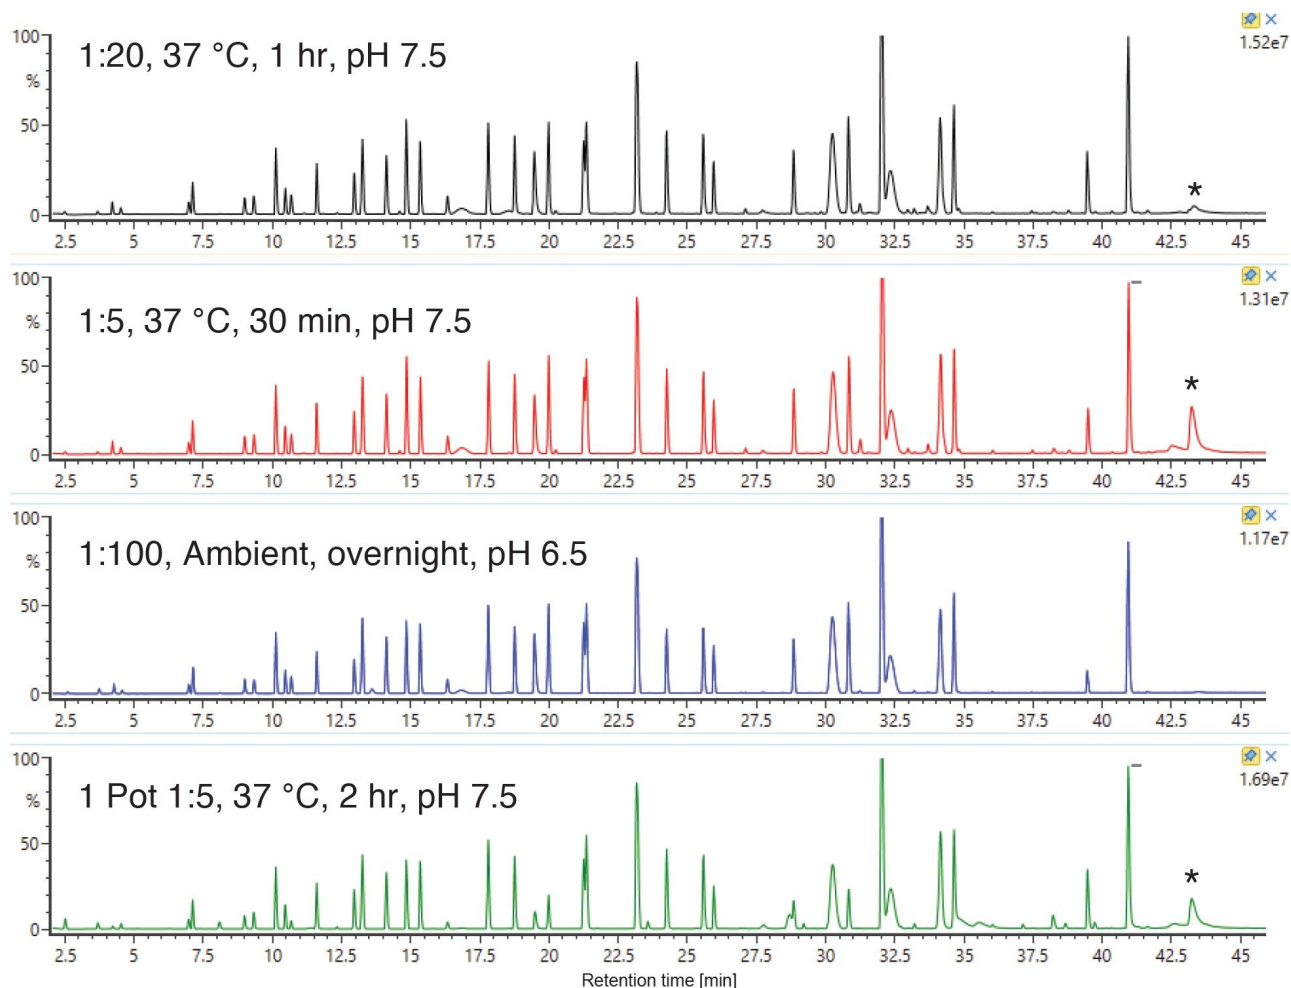 1:20, 37 °C, 1 hr, pH 7.5
1.52e7
100
%
50
0
*
2.5 5 7.5 10 12.5 15 17.5 20 22.5 25 27.5 30 32.5 35 37.5 40 42.5 45
1:5, 37 °C, 30 min, pH 7.5
1.31e7
100
%
50
0
*
2.5 5 7.5 10 12.5 15 17.5 20 22.5 25 27.5 30 32.5 35 37.5 40 42.5 45
1:100, Ambient, overnight, pH 6.5
1.17e7
100
%
50
0
2.5 5 7.5 10 12.5 15 17.5 20 22.5 25 27.5 30 32.5 35 37.5 40 42.5 45
1 Pot 1:5, 37 °C, 2 hr, pH 7.5
1.69e7
100
%
50
0
*
2.5 5 7.5 10 12.5 15 17.5 20 22.5 25 27.5 30 32.5 35 37.5 40 42.5 45
Retention time [min]